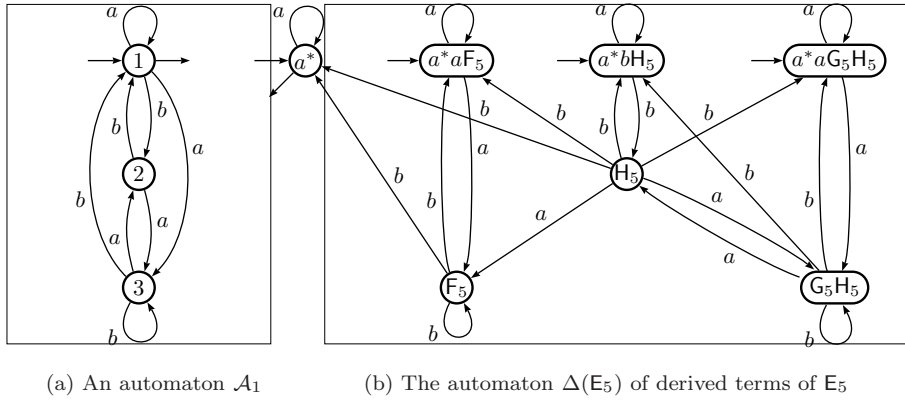 a a a a a
1 a* a*aF₅ a*bH₅ a*aG₅H₅
b b a b a b b b b a
2 H₅
b a a b b a a b b
3 F₅ G₅H₅
b b b
(a) An automaton 𝒜₁ (b) The automaton Δ(E₅) of derived terms of E₅